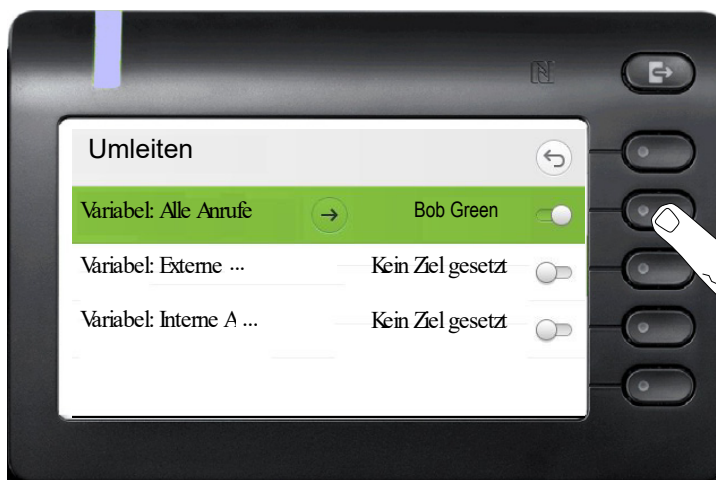 Umleiten
Variabel: Alle Anrufe Bob Green
Variabel: Externe ... Kein Ziel gesetzt
Variabel: Interne A ... Kein Ziel gesetzt